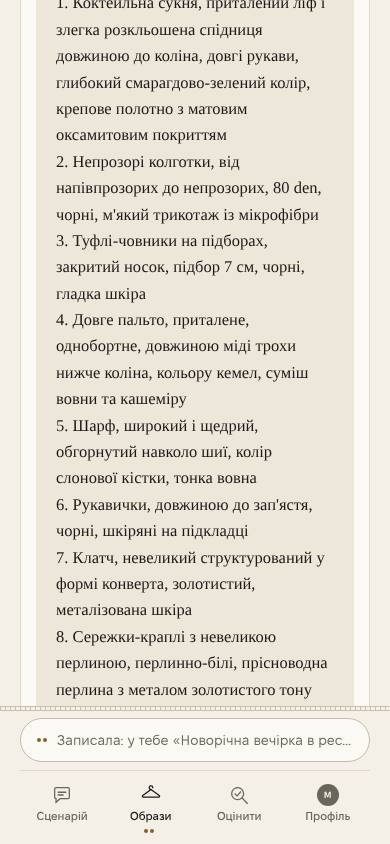 1. Коктейльна сукня, приталений ліф і
злегка розкльошена спідниця
довжиною до коліна, довгі рукави,
глибокий смарагдово-зелений колір,
крепове полотно з матовим
оксамитовим покриттям
2. Непрозорі колготки, від
напівпрозорих до непрозорих, 80 den,
чорні, м'який трикотаж із мікрофібри
3. Туфлі-човники на підборах,
закритий носок, підбор 7 см, чорні,
гладка шкіра
4. Довге пальто, приталене,
однобортне, довжиною міді трохи
нижче коліна, кольору кемел, суміш
вовни та кашеміру
5. Шарф, широкий і щедрий,
обгорнутий навколо шиї, колір
слонової кістки, тонка вовна
6. Рукавички, довжиною до зап'ястя,
чорні, шкіряні на підкладці
7. Клатч, невеликий структурований у
формі конверта, золотистий,
металізована шкіра
8. Сережки-краплі з невеликою
перлиною, перлинно-білі, прісноводна
перлина з металом золотистого тону
Записала: у тебе «Новорічна вечірка в рес...
Сценарій
Образи
Оцінити
М
Профіль